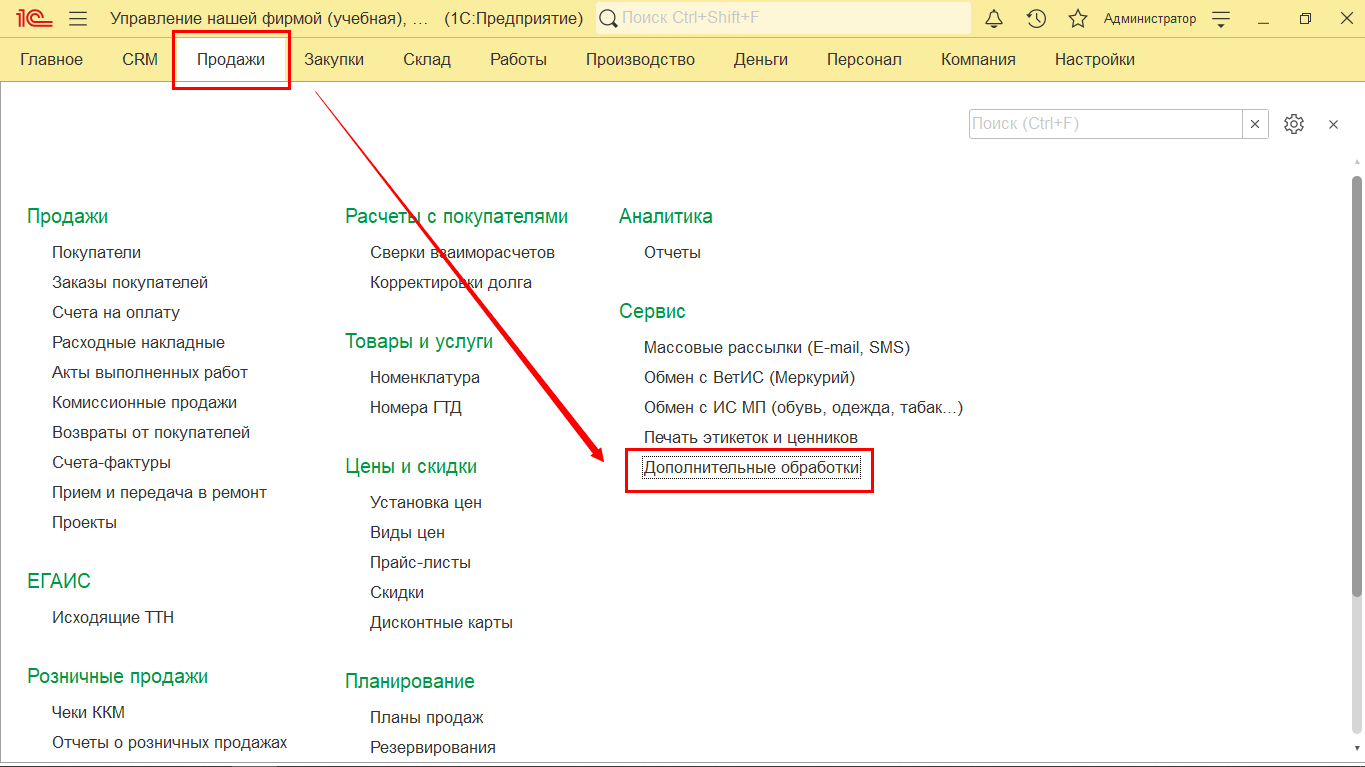 1С Управление нашей фирмой (учебная), ... (1С:Предприятие) Поиск Ctrl+Shift+F Администратор
Главное CRM Продажи Закупки Склад Работы Производство Деньги Персонал Компания Настройки
Поиск (Ctrl+F)
Продажи
Покупатели
Заказы покупателей
Счета на оплату
Расходные накладные
Акты выполненных работ
Комиссионные продажи
Возвраты от покупателей
Счета-фактуры
Прием и передача в ремонт
Проекты
ЕГАИС
Исходящие ТТН
Розничные продажи
Чеки ККМ
Отчеты о розничных продажах
Расчеты с покупателями
Сверки взаиморасчетов
Корректировки долга
Товары и услуги
Номенклатура
Номера ГТД
Цены и скидки
Установка цен
Виды цен
Прайс-листы
Скидки
Дисконтные карты
Планирование
Планы продаж
Резервирования
Аналитика
Отчеты
Сервис
Массовые рассылки (E-mail, SMS)
Обмен с ВетИС (Меркурий)
Обмен с ИС МП (обувь, одежда, табак...)
Печать этикеток и ценников
Дополнительные обработки